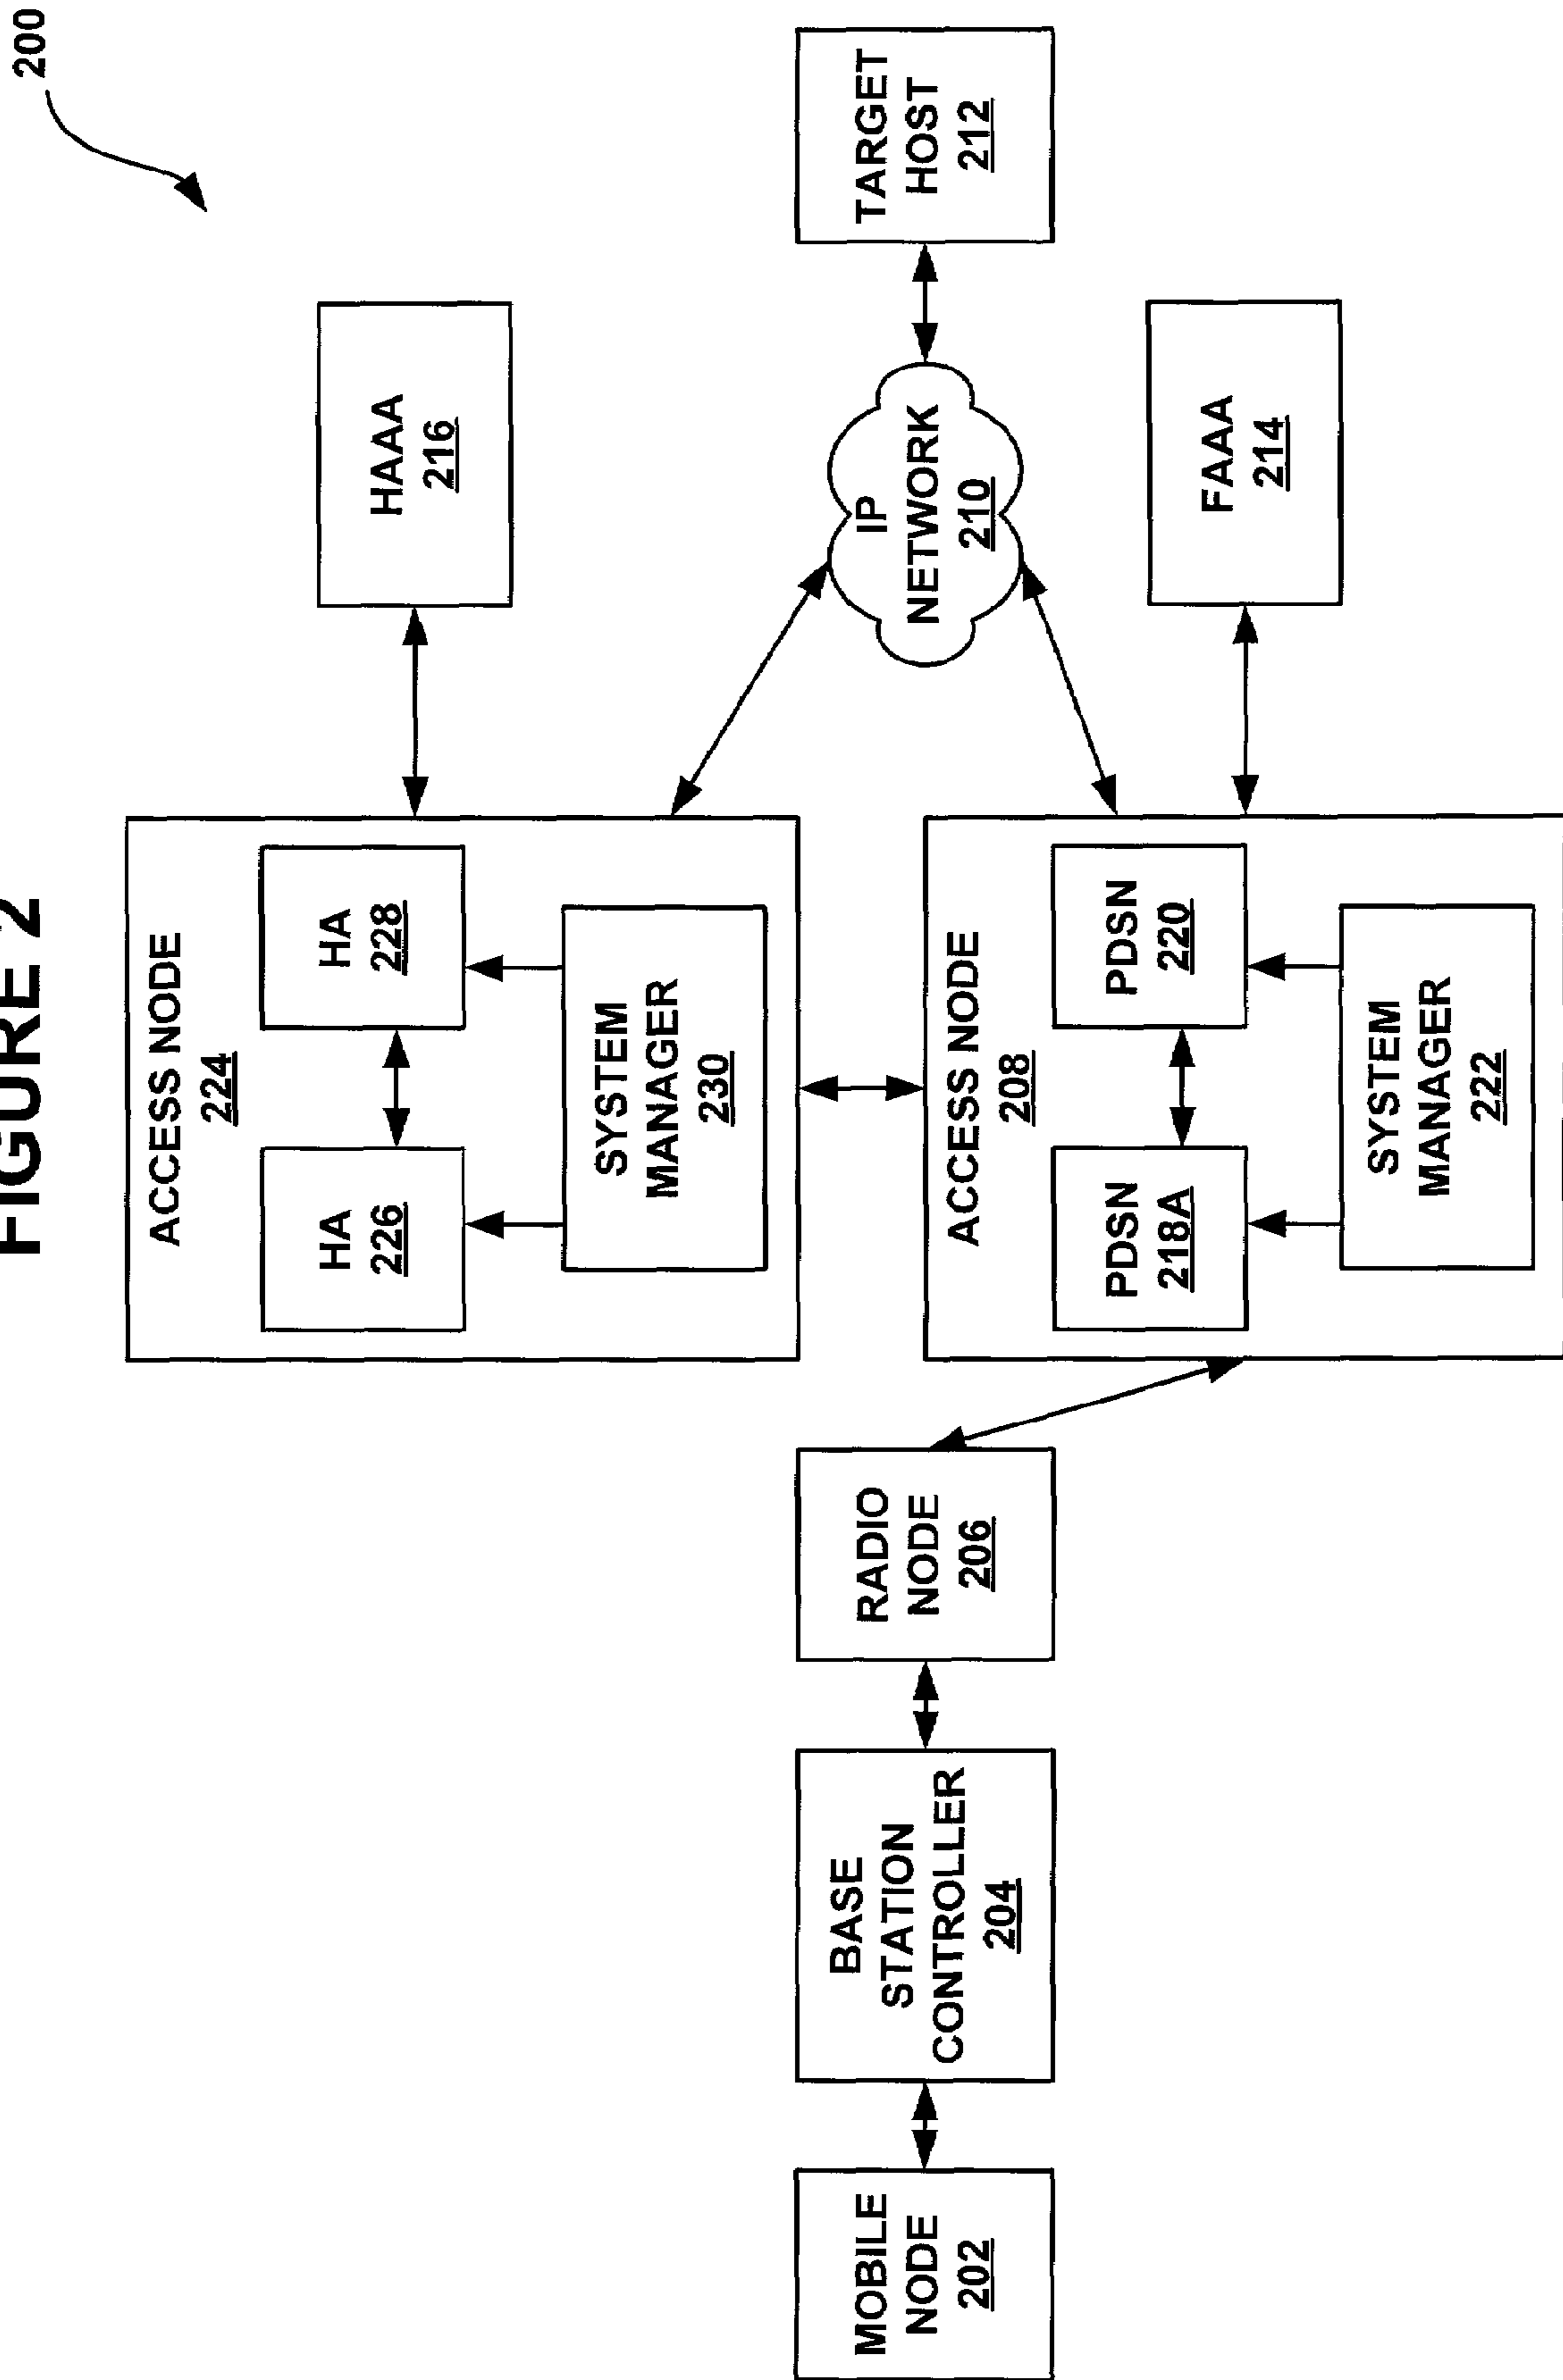 FIGURE 2
200
ACCESS NODE
224
HA
226
HA
228
SYSTEM
MANAGER
230
HAAA
216
MOBILE
NODE
202
BASE
STATION
CONTROLLER
204
RADIO
NODE
206
IP
NETWORK
210
TARGET
HOST
212
ACCESS NODE
208
PDSN
218A
PDSN
220
SYSTEM
MANAGER
222
FAAA
214